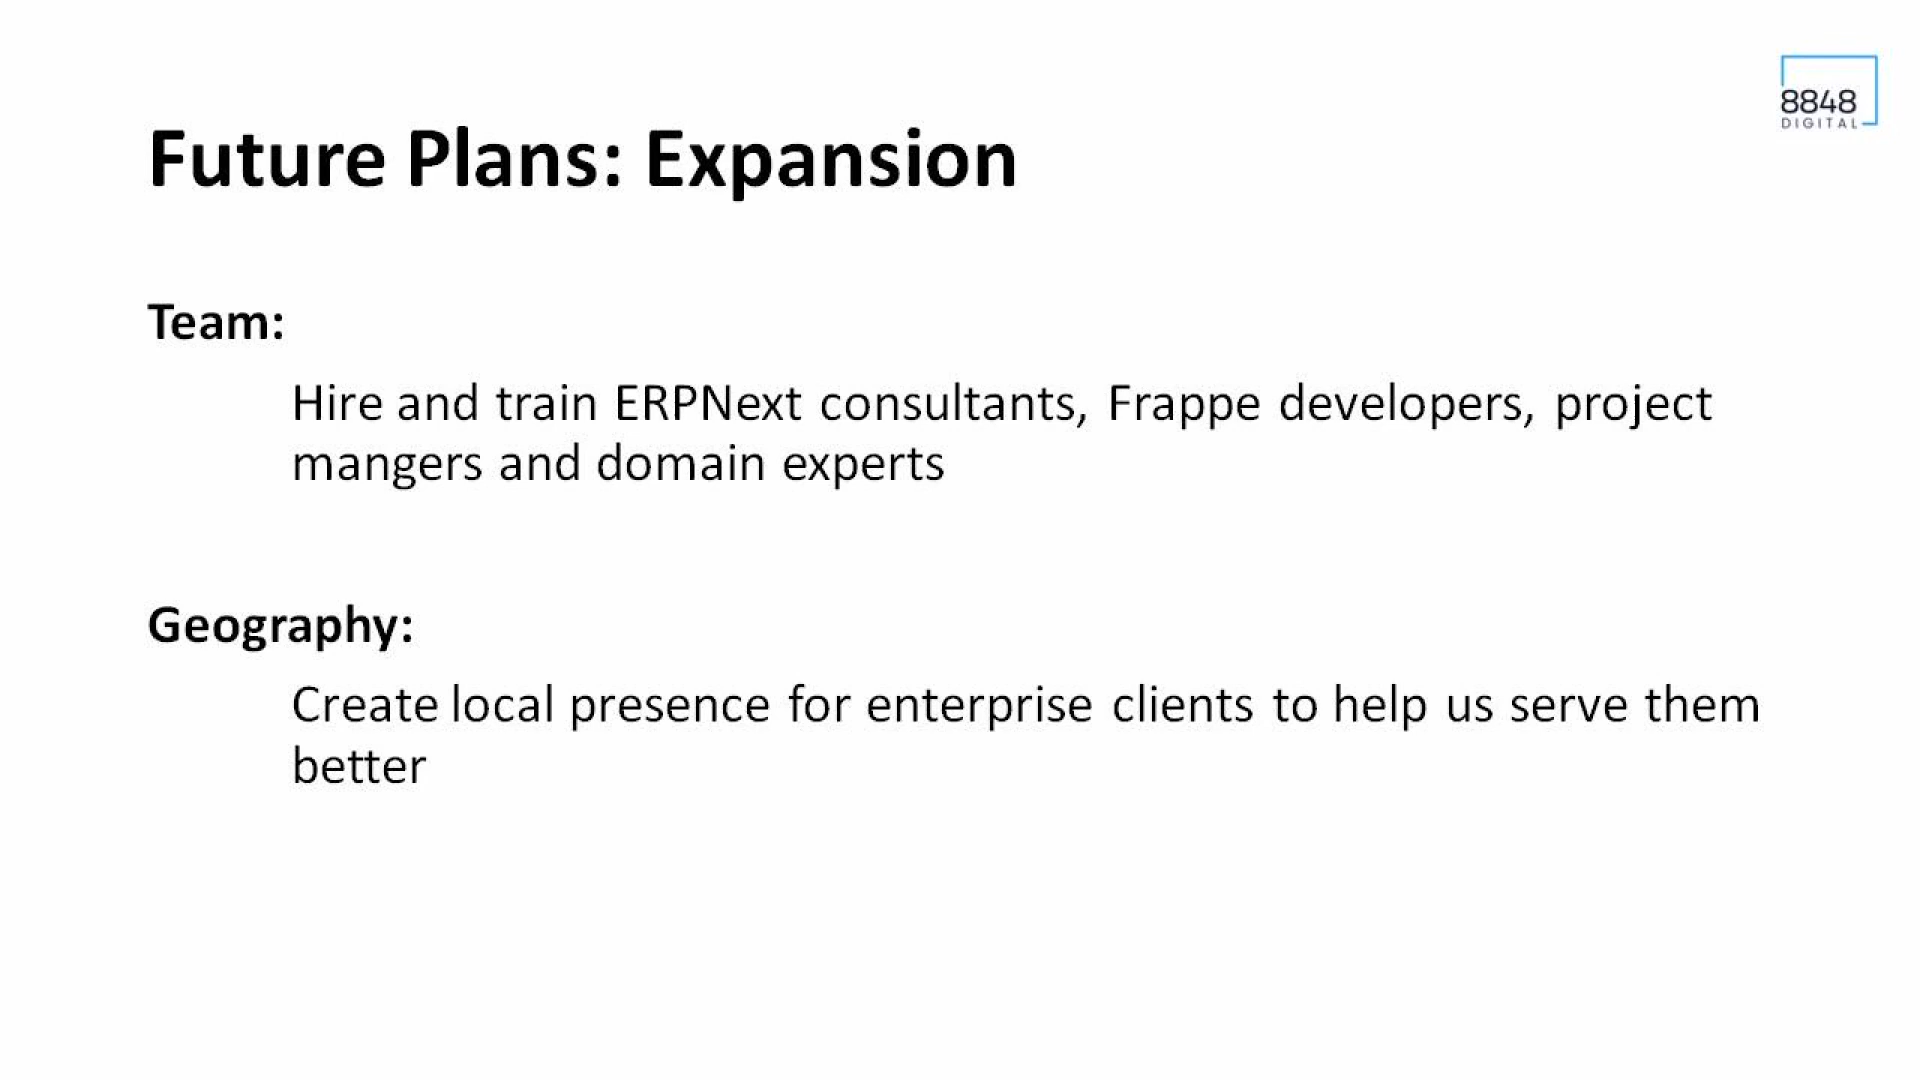 8848
DIGITAL
Future Plans: Expansion
Team:
Hire and train ERPNext consultants, Frappe developers, project
mangers and domain experts
Geography:
Create local presence for enterprise clients to help us serve them
better